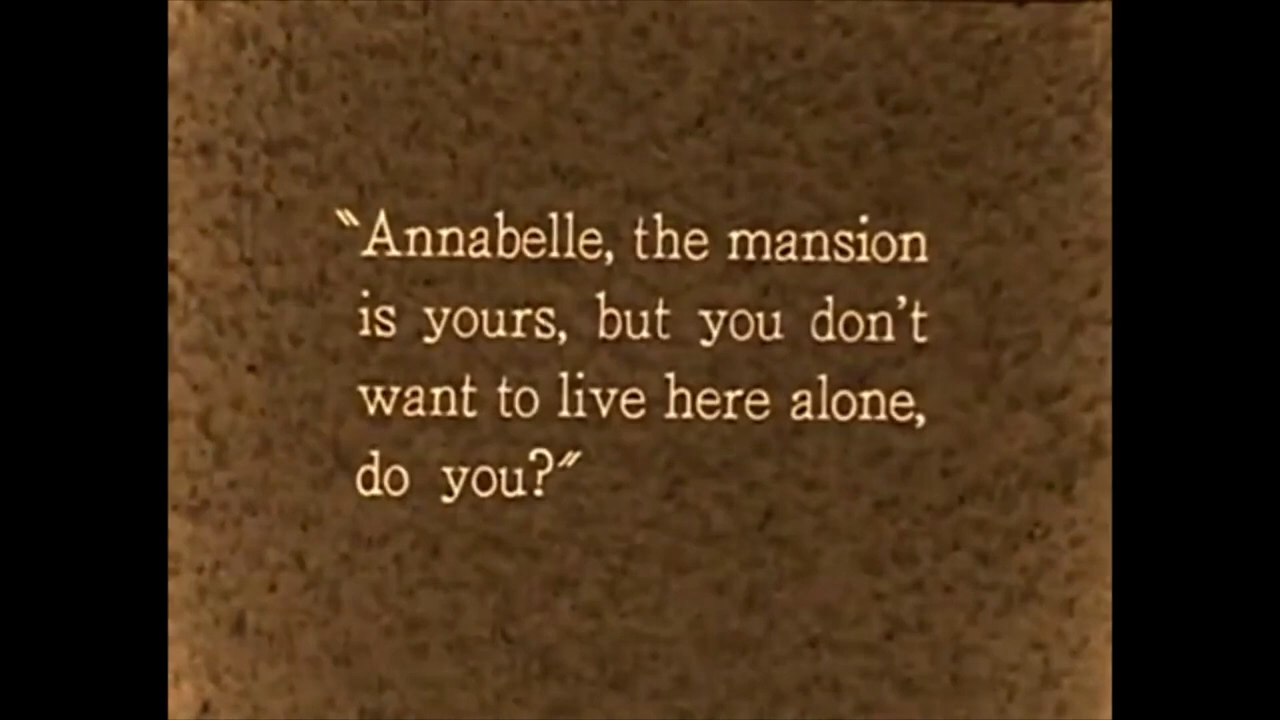 "Annabelle, the mansion
is yours, but you don't
want to live here alone,
do you?"